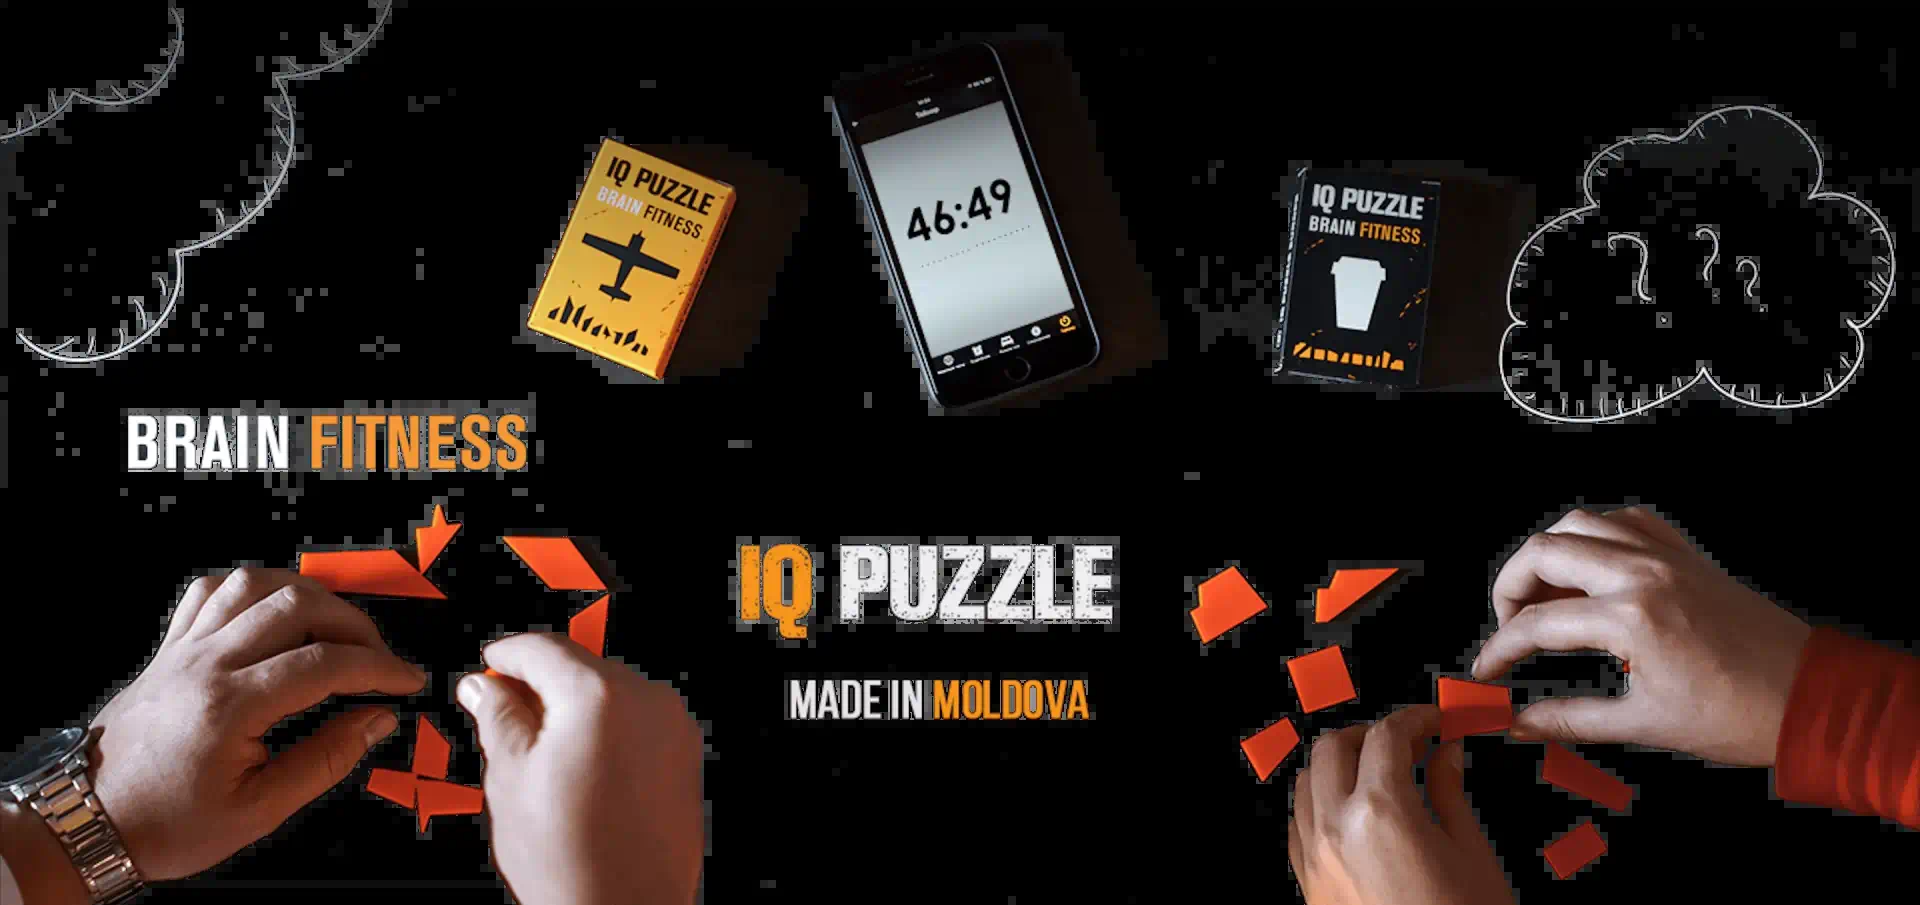 IQ PUZZLE
BRAIN FITNESS
46:49
IQ PUZZLE
BRAIN FITNESS
? ? ?
BRAIN FITNESS
IQ PUZZLE
MADE IN MOLDOVA